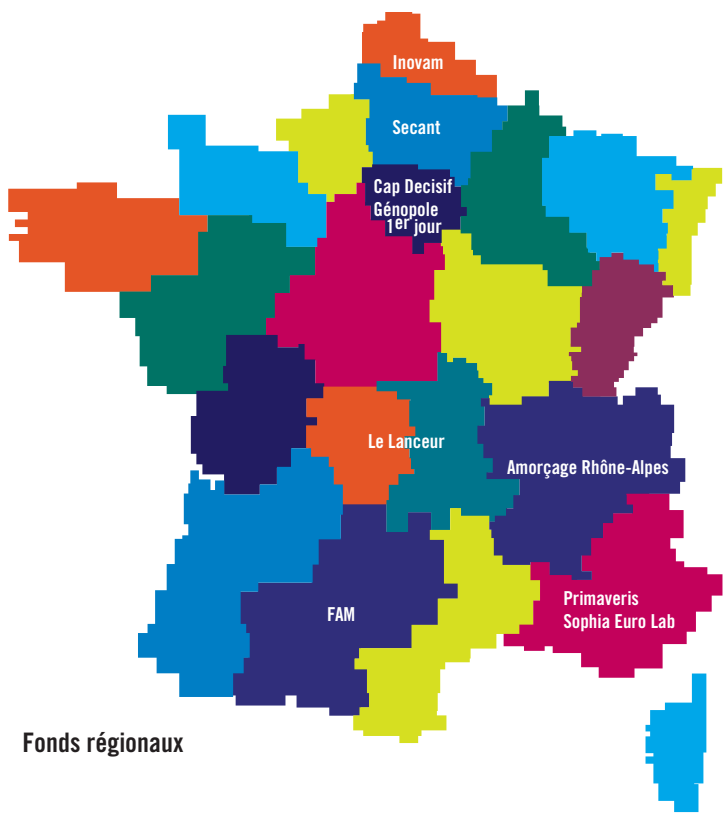 Inovam
Secant
Cap Decisif
Génopole
1er jour
Le Lanceur
Amorçage Rhône-Alpes
FAM
Primaveris
Sophia Euro Lab
Fonds régionaux